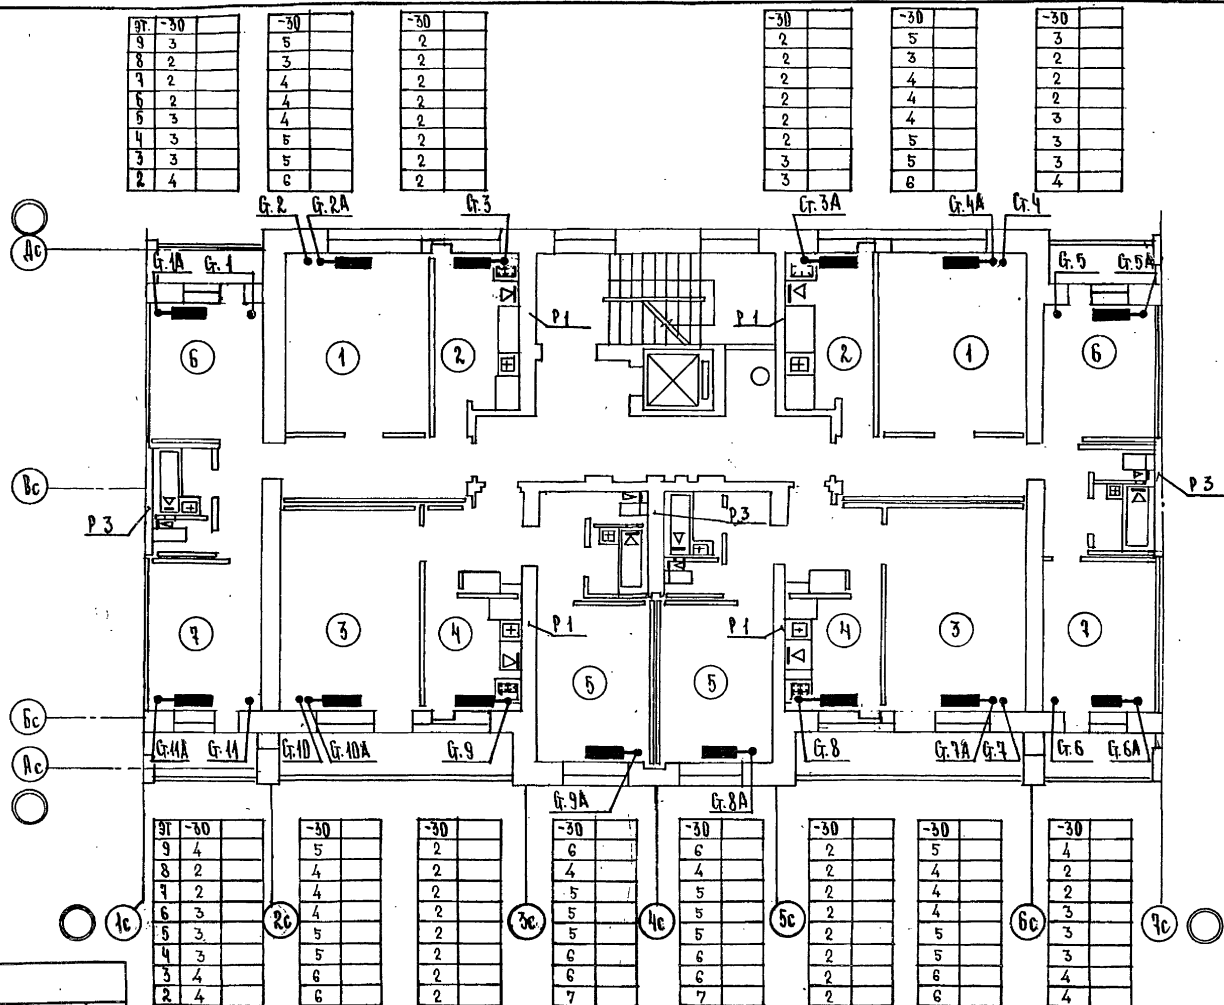 эт. -30 -30 -30 -30 -30 -30
9 3 5 2 2 5 3
8 2 3 2 2 3 2
7 2 4 2 2 4 2
6 2 4 2 2 4 2
5 3 4 2 2 4 3
4 3 5 2 2 5 3
3 3 5 2 3 5 3
2 4 6 2 3 6 4
Ст.2 Ст.2А Ст.3 Ст.3А Ст.4А Ст.4
Дс
Ст.1А Ст.1 Ст.5 Ст.5А
Р1 Р1
6 1 2 2 1 6
Вс
Р3 Р3 Р3
7 3 4 Р1 Р1 4 3 7
5 5
Бс
Ст.11А Ст.11 Ст.10 Ст.10А Ст.9 Ст.8 Ст.7А Ст.7 Ст.6 Ст.6А
Ас
Ст.9А Ст.8А
эт -30 -30 -30 -30 -30 -30 -30 -30
9 4 5 2 6 6 2 5 4
8 2 4 2 4 4 2 4 2
7 2 4 2 5 5 2 4 2
6 3 4 2 5 5 2 4 3
5 3 5 2 5 5 2 5 3
4 3 5 2 6 6 2 5 3
3 4 6 2 6 6 2 6 4
2 4 6 2 7 7 2 6 4
1с 2с 3с 4с 5с 6с 7с